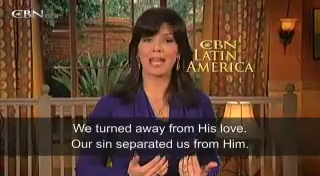 CBN.com
CBN
LATIN
AMERICA
We turned away from His love.
Our sin separated us from Him.